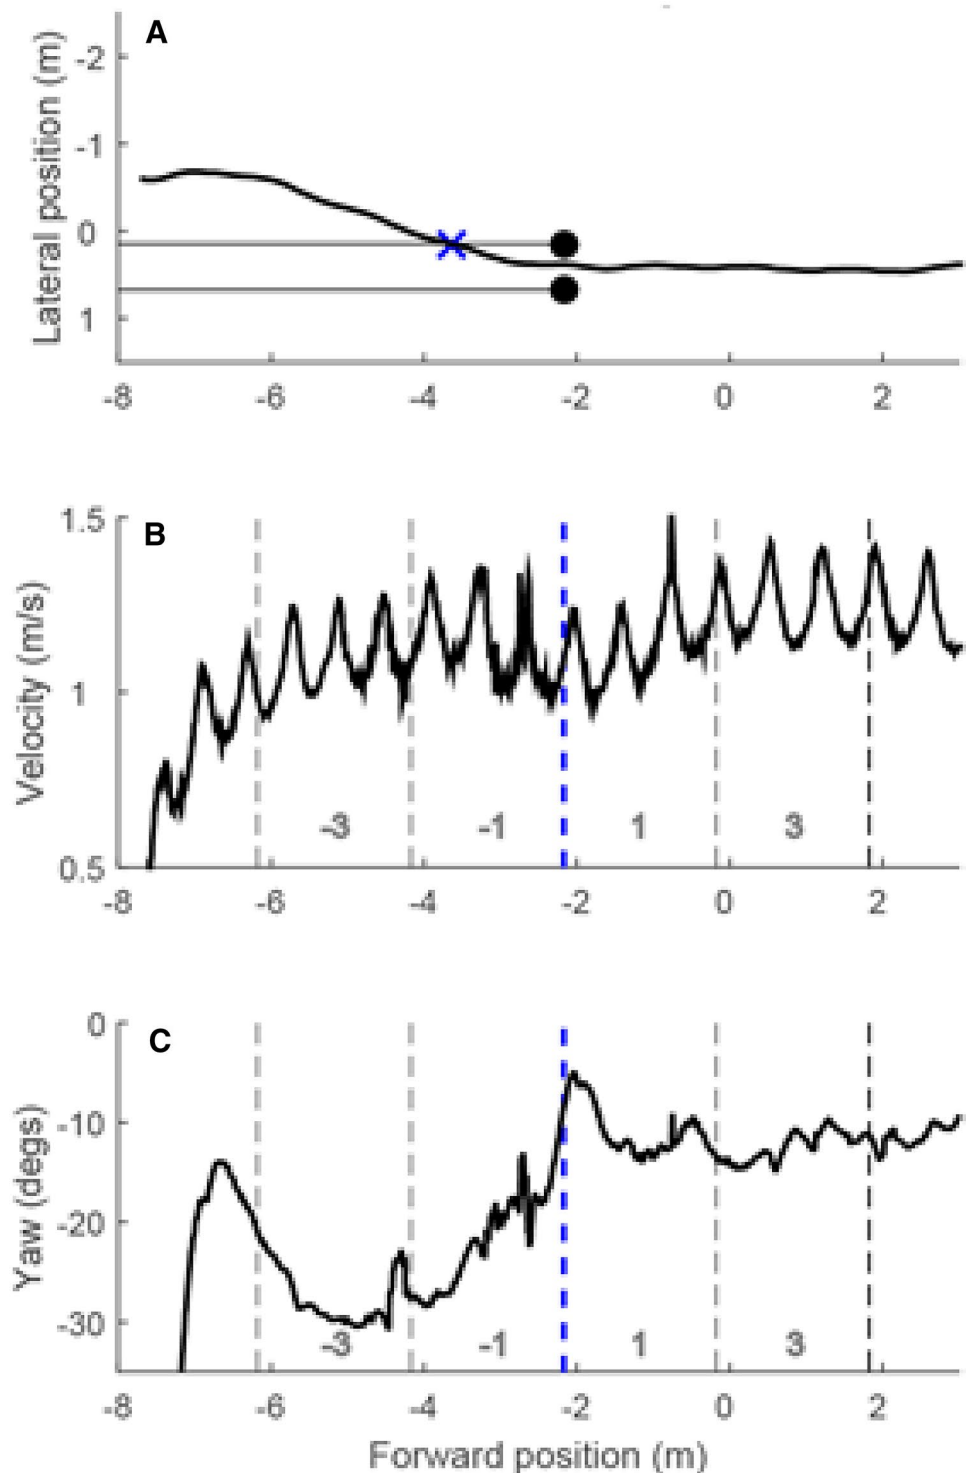 A
Lateral position (m)
-2
-1
0
1
-8 -6 -4 -2 0 2
B
Velocity (m/s)
1.5
1
0.5
-3 -1 1 3
-8 -6 -4 -2 0 2
C
Yaw (degs)
0
-10
-20
-30
-3 -1 1 3
-8 -6 -4 -2 0 2
Forward position (m)